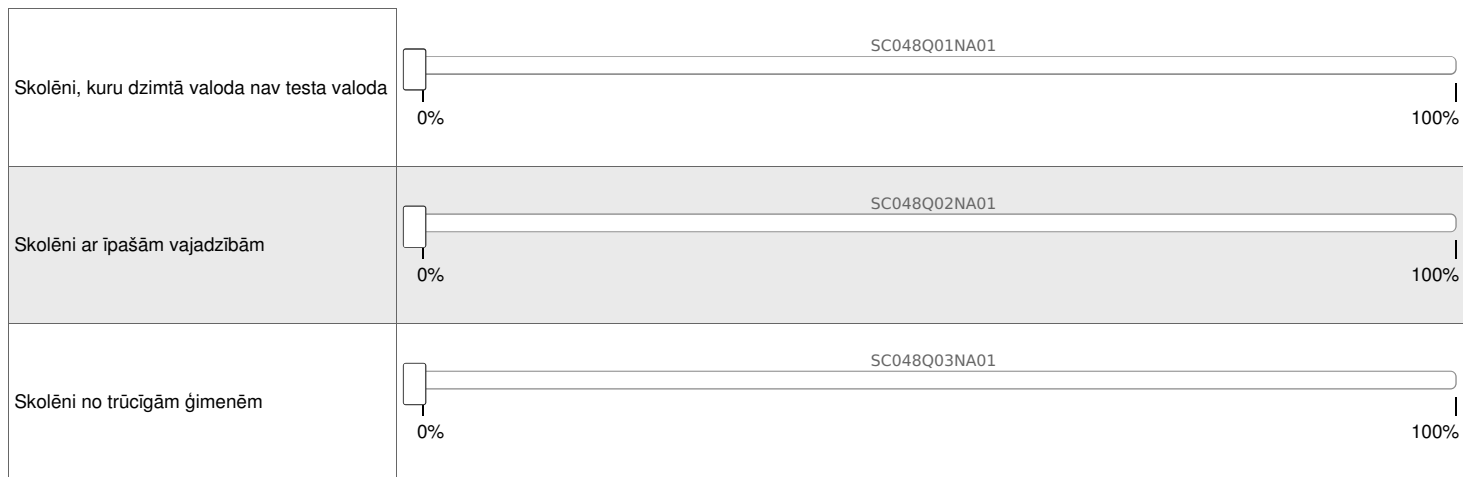 SC048Q01NA01
Skolēni, kuru dzimtā valoda nav testa valoda
0%
100%
SC048Q02NA01
Skolēni ar īpašām vajadzībām
0%
100%
SC048Q03NA01
Skolēni no trūcīgām ģimenēm
0%
100%